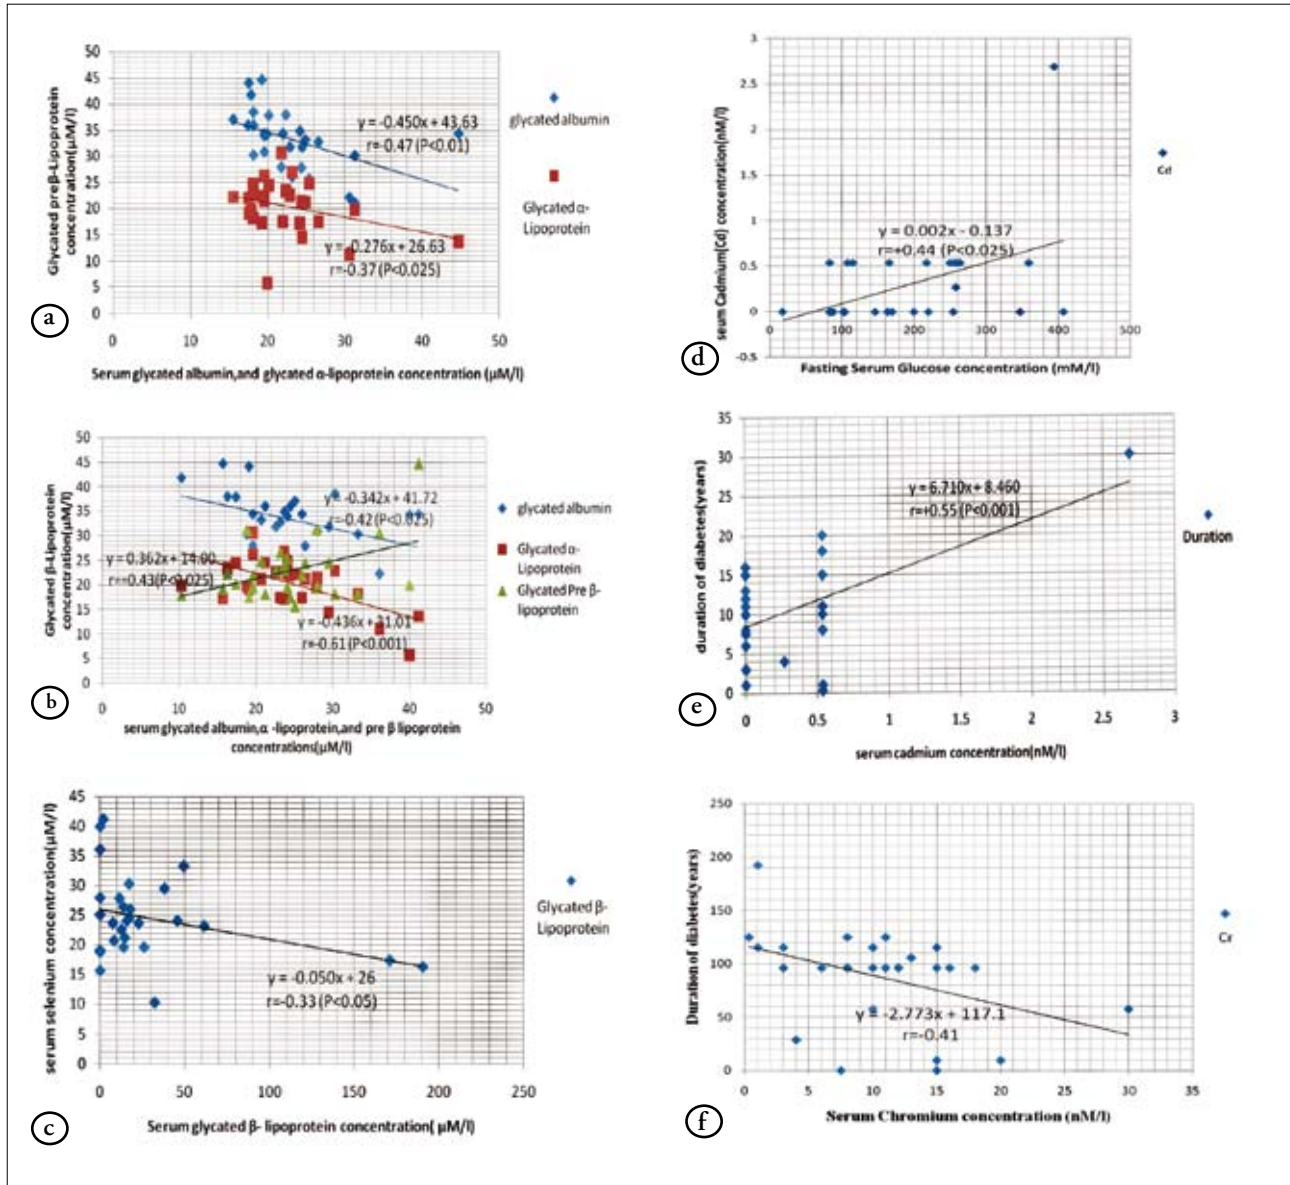 50
45
40
35
30
25
20
15
10
5
0
0
10
20
30
40
50
Glycated preβ-Lipoprotein
concentration(µM/l)
y = -0.450x + 43.63
r=-0.47 (P<0.01)
y = -0.276x + 26.63
r=-0.37 (P<0.025)
glycated albumin
Glycated α-
Lipoprotein
Serum glycated albumin,and glycated α-lipoprotein concentration (µM/l)
a
50
45
40
35
30
25
20
15
10
5
0
0
10
20
30
40
50
Glycated β-Lipoprotein
concentration(µM/l)
y = -0.342x + 41.72
r=-0.42 (P<0.025)
y = 0.362x + 14.00
r=+0.43(P<0.025)
y = -0.436x + 31.01
r=-0.61 (P<0.001)
glycated albumin
Glycated α-
Lipoprotein
Glycated Pre β-
lipoprotein
serum glycated albumin,α -lipoprotein,and pre β lipoprotein
concentrations(µM/l)
b
45
40
35
30
25
20
15
10
5
0
0
50
100
150
200
250
serum selenium concentration(µM/l)
y = -0.050x + 26
r=-0.33 (P<0.05)
Glycated β-
Lipoprotein
Serum glycated β- lipoprotein concentration( µM/l)
c
3
2.5
2
1.5
1
0.5
0
-0.5
0
100
200
300
400
500
seum Cadmium(Cd) concentration(nM/l)
y = 0.002x - 0.137
r=+0.44 (P<0.025)
Cd
Fasting Serum Glucose concentration (mM/l)
d
35
30
25
20
15
10
5
0
0
0.5
1
1.5
2
2.5
3
duration of diabetes(years)
y = 6.710x + 8.460
r=+0.55 (P<0.001)
Duration
serum cadmium concentration(nM/l)
e
250
200
150
100
50
0
0
5
10
15
20
25
30
35
Duration of diabetes(years)
y = -2.773x + 117.1
r=-0.41
Cr
Serum Chromium concentration (nM/l)
f